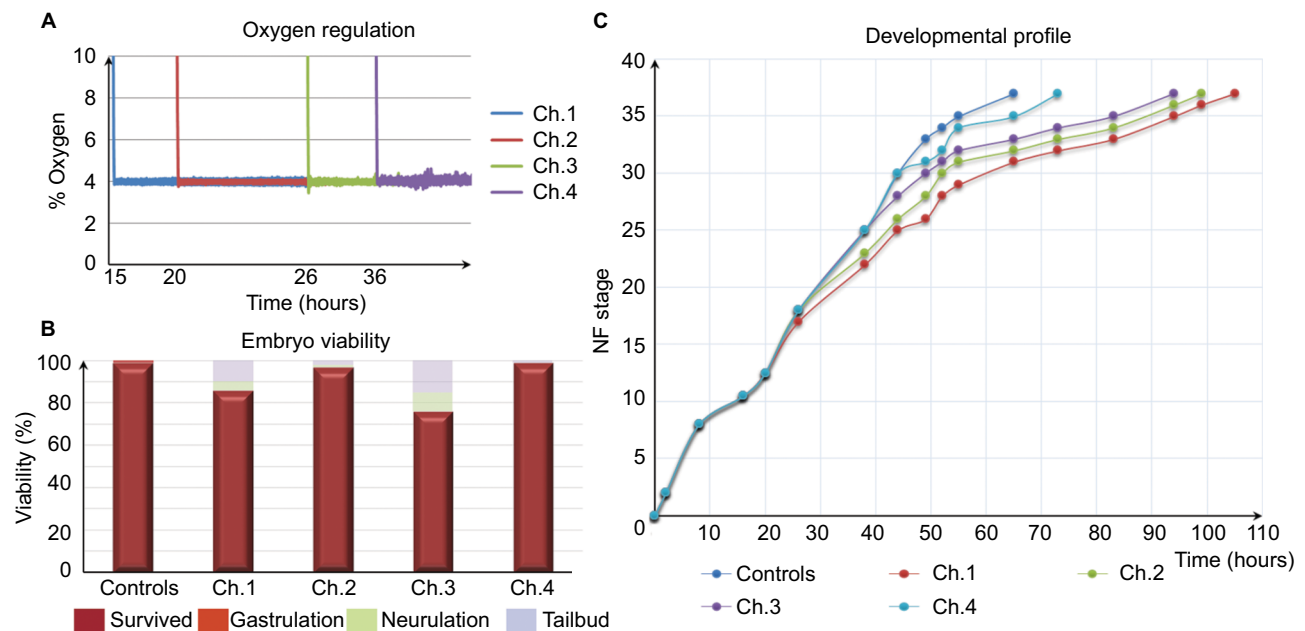 A
Oxygen regulation
10
8
6
4
2
0
% Oxygen
15 20 26 36
Time (hours)
Ch.1
Ch.2
Ch.3
Ch.4
B
Embryo viability
100
80
60
40
20
0
Viability (%)
Controls Ch.1 Ch.2 Ch.3 Ch.4
Survived Gastrulation Neurulation Tailbud
C
Developmental profile
40
35
30
25
20
15
10
5
0
NF stage
10 20 30 40 50 60 70 80 90 100 110
Time (hours)
Controls Ch.1 Ch.2
Ch.3 Ch.4